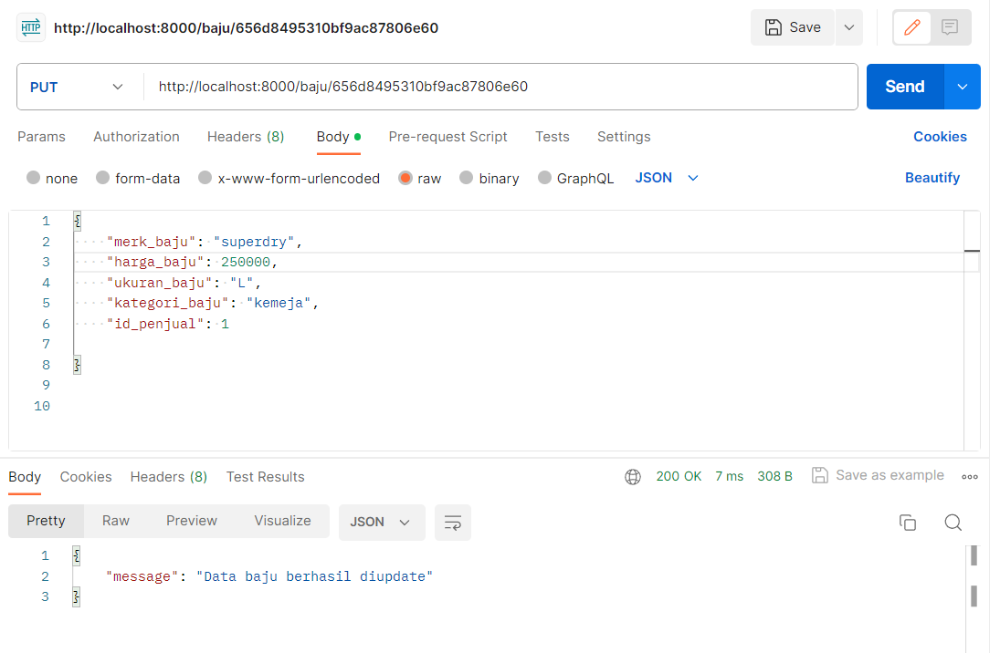 HTTP http://localhost:8000/baju/656d8495310bf9ac87806e60 Save
PUT http://localhost:8000/baju/656d8495310bf9ac87806e60 Send
Params Authorization Headers (8) Body Pre-request Script Tests Settings Cookies
none form-data x-www-form-urlencoded raw binary GraphQL JSON Beautify
1 {
2 "merk_baju": "superdry",
3 "harga_baju": 250000,
4 "ukuran_baju": "L",
5 "kategori_baju": "kemeja",
6 "id_penjual": 1
7
8 }
9
10
Body Cookies Headers (8) Test Results 200 OK 7 ms 308 B Save as example
Pretty Raw Preview Visualize JSON
1 {
2 "message": "Data baju berhasil diupdate"
3 }